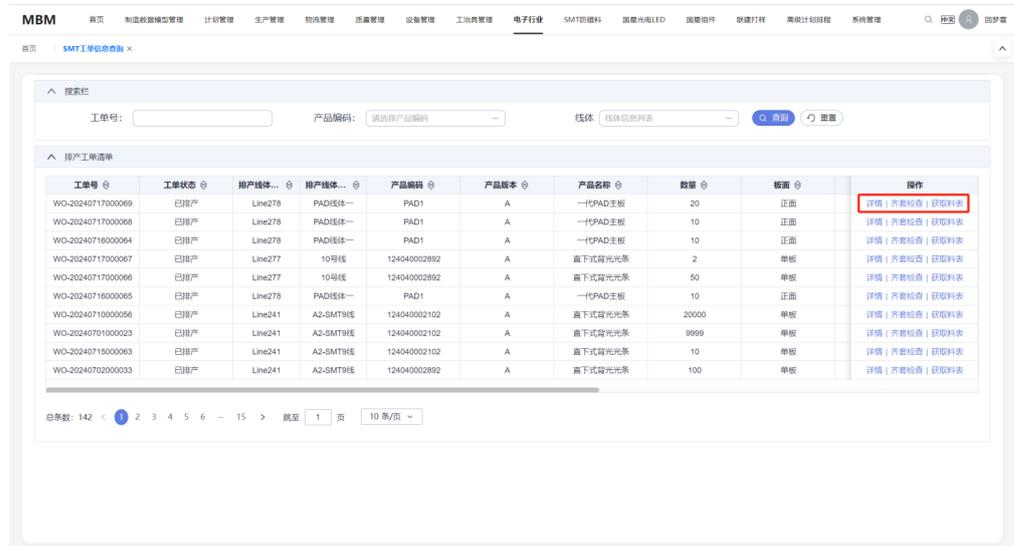 MBM 首页 制造数据模型管理 计划管理 生产管理 物流管理 质量管理 设备管理 工治具管理 电子行业 SMT防错料 国星光电LED 国星组件 联建打样 高级计划排程 系统管理 中文
首页 SMT工单信息查询 ×
搜索栏
工单号: 产品编码: 请选择产品编码 ··· 线体 线体信息列表 ··· 查询 重置
排产工单清单
工单号 工单状态 排产线体... 排产线体... 产品编码 产品版本 产品名称 数量 板面 操作
WO-20240717000069 已排产 Line278 PAD线体一 PAD1 A 一代PAD主板 20 正面 详情 | 齐套检查 | 获取料表
WO-20240717000068 已排产 Line278 PAD线体一 PAD1 A 一代PAD主板 10 正面 详情 | 齐套检查 | 获取料表
WO-20240716000064 已排产 Line278 PAD线体一 PAD1 A 一代PAD主板 10 正面 详情 | 齐套检查 | 获取料表
WO-20240717000067 已排产 Line277 10号线 124040002892 A 直下式背光光条 2 单板 详情 | 齐套检查 | 获取料表
WO-20240717000066 已排产 Line277 10号线 124040002892 A 直下式背光光条 50 单板 详情 | 齐套检查 | 获取料表
WO-20240716000065 已排产 Line278 PAD线体一 PAD1 A 一代PAD主板 10 正面 详情 | 齐套检查 | 获取料表
WO-20240710000056 已排产 Line241 A2-SMT9线 124040002102 A 直下式背光光条 20000 单板 详情 | 齐套检查 | 获取料表
WO-20240701000023 已排产 Line241 A2-SMT9线 124040002102 A 直下式背光光条 9999 单板 详情 | 齐套检查 | 获取料表
WO-20240715000063 已排产 Line241 A2-SMT9线 124040002102 A 直下式背光光条 10 单板 详情 | 齐套检查 | 获取料表
WO-20240702000033 已排产 Line241 A2-SMT9线 124040002892 A 直下式背光光条 100 单板 详情 | 齐套检查 | 获取料表
总条数: 142 < 1 2 3 4 5 6 ··· 15 > 跳至 1 页 10 条/页